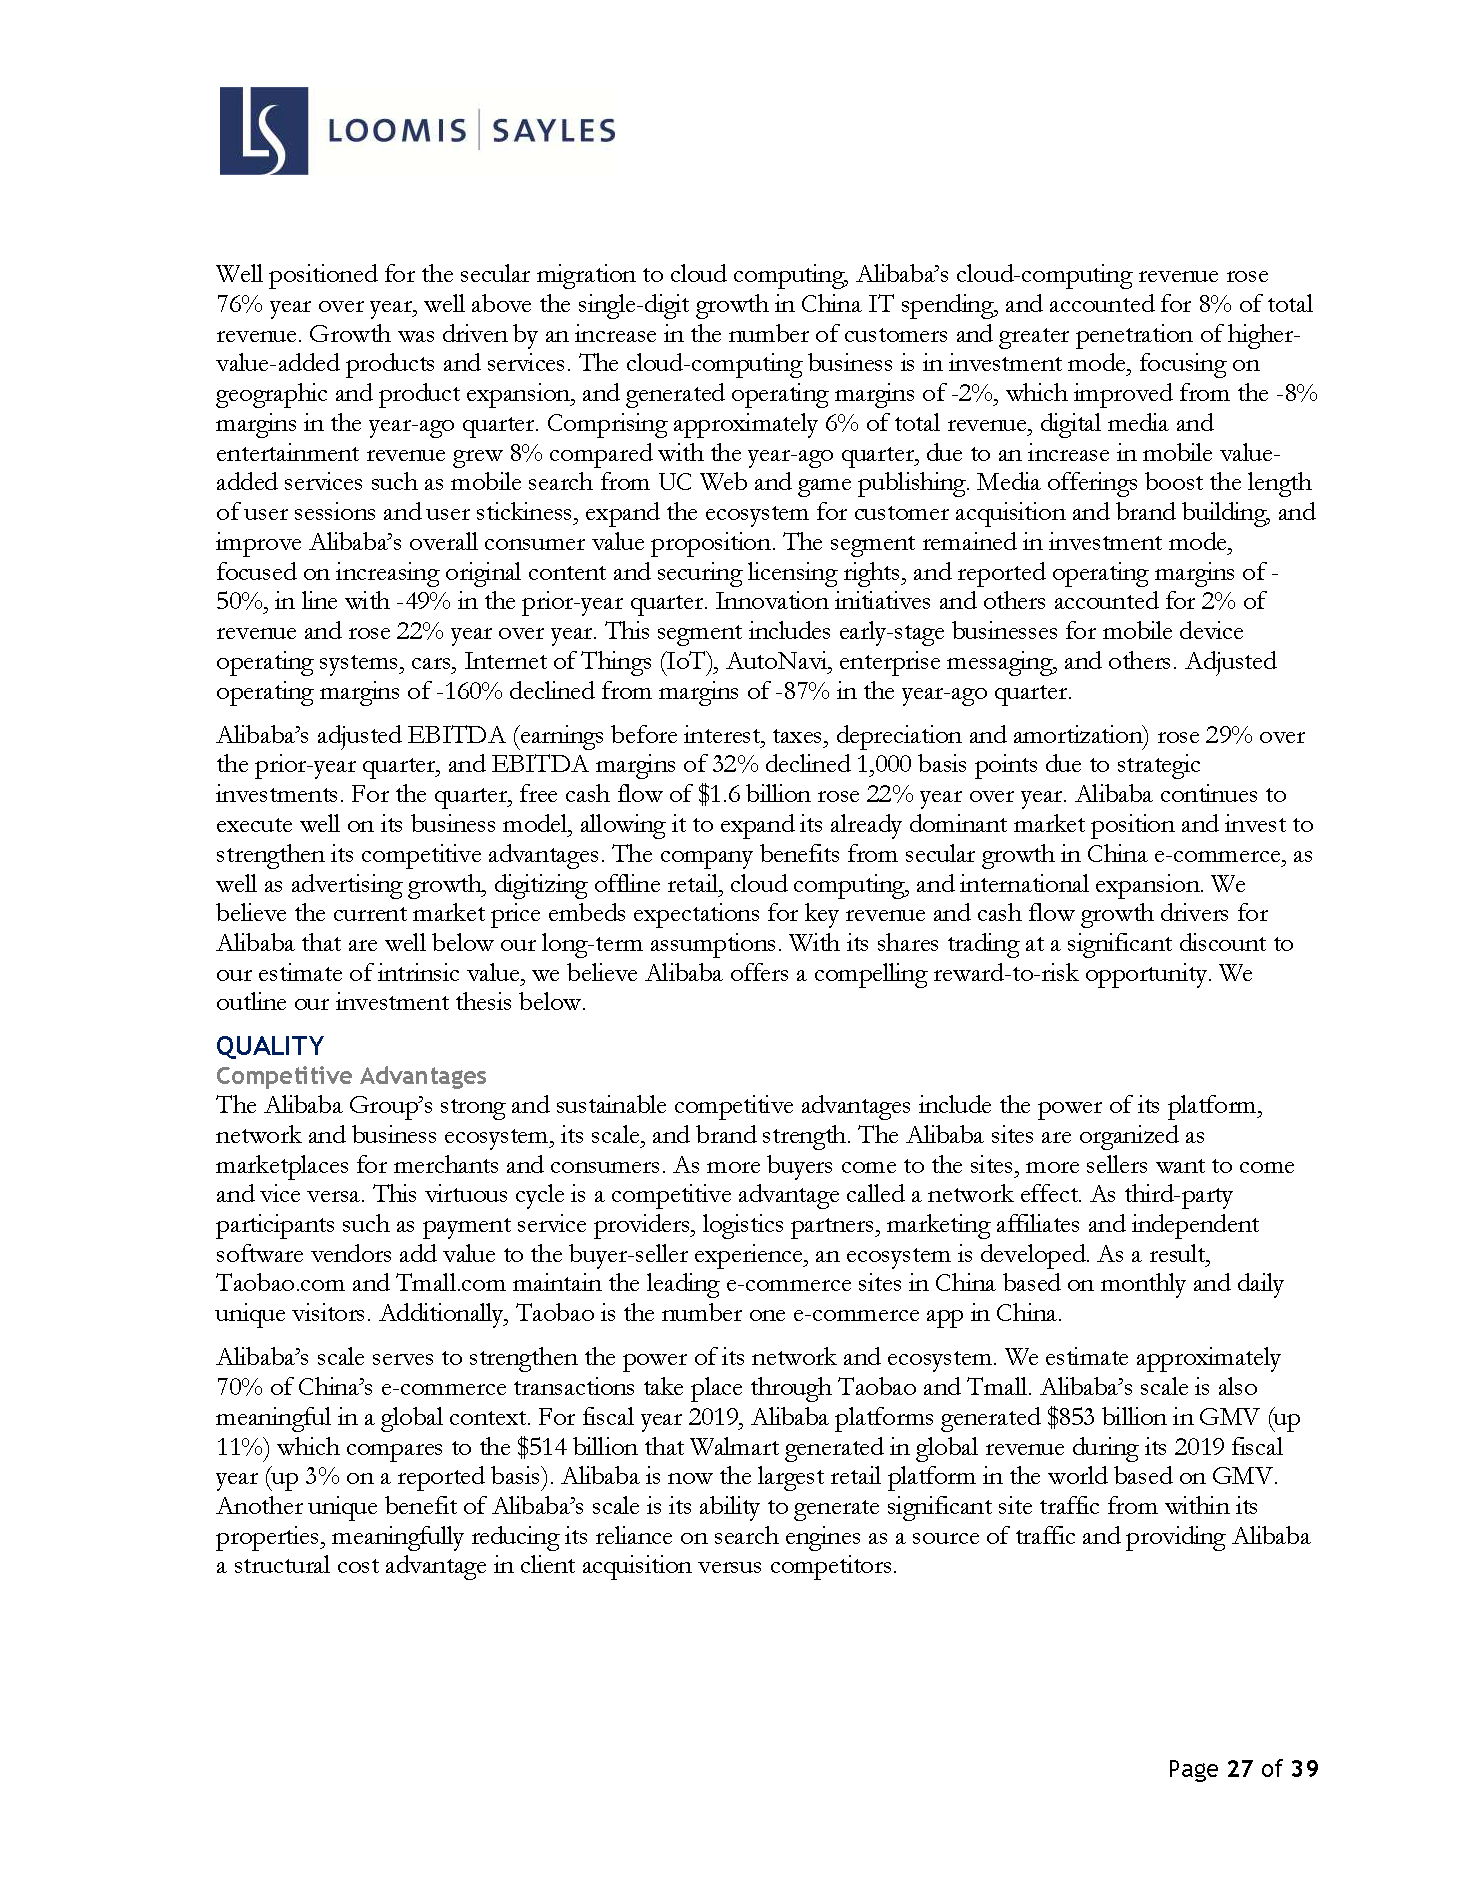 LS LOOMIS | SAYLES
Well positioned for the secular migration to cloud computing, Alibaba’s cloud-computing revenue rose
76% year over year, well above the single-digit growth in China IT spending, and accounted for 8% of total
revenue. Growth was driven by an increase in the number of customers and greater penetration of higher-
value-added products and services. The cloud-computing business is in investment mode, focusing on
geographic and product expansion, and generated operating margins of -2%, which improved from the -8%
margins in the year-ago quarter. Comprising approximately 6% of total revenue, digital media and
entertainment revenue grew 8% compared with the year-ago quarter, due to an increase in mobile value-
added services such as mobile search from UC Web and game publishing. Media offerings boost the length
of user sessions and user stickiness, expand the ecosystem for customer acquisition and brand building, and
improve Alibaba’s overall consumer value proposition. The segment remained in investment mode,
focused on increasing original content and securing licensing rights, and reported operating margins of -
50%, in line with -49% in the prior-year quarter. Innovation initiatives and others accounted for 2% of
revenue and rose 22% year over year. This segment includes early-stage businesses for mobile device
operating systems, cars, Internet of Things (IoT), AutoNavi, enterprise messaging, and others. Adjusted
operating margins of -160% declined from margins of -87% in the year-ago quarter.
Alibaba’s adjusted EBITDA (earnings before interest, taxes, depreciation and amortization) rose 29% over
the prior-year quarter, and EBITDA margins of 32% declined 1,000 basis points due to strategic
investments. For the quarter, free cash flow of $1.6 billion rose 22% year over year. Alibaba continues to
execute well on its business model, allowing it to expand its already dominant market position and invest to
strengthen its competitive advantages. The company benefits from secular growth in China e-commerce, as
well as advertising growth, digitizing offline retail, cloud computing, and international expansion. We
believe the current market price embeds expectations for key revenue and cash flow growth drivers for
Alibaba that are well below our long-term assumptions. With its shares trading at a significant discount to
our estimate of intrinsic value, we believe Alibaba offers a compelling reward-to-risk opportunity. We
outline our investment thesis below.
QUALITY
Competitive Advantages
The Alibaba Group’s strong and sustainable competitive advantages include the power of its platform,
network and business ecosystem, its scale, and brand strength. The Alibaba sites are organized as
marketplaces for merchants and consumers. As more buyers come to the sites, more sellers want to come
and vice versa. This virtuous cycle is a competitive advantage called a network effect. As third-party
participants such as payment service providers, logistics partners, marketing affiliates and independent
software vendors add value to the buyer-seller experience, an ecosystem is developed. As a result,
Taobao.com and Tmall.com maintain the leading e-commerce sites in China based on monthly and daily
unique visitors. Additionally, Taobao is the number one e-commerce app in China.
Alibaba’s scale serves to strengthen the power of its network and ecosystem. We estimate approximately
70% of China’s e-commerce transactions take place through Taobao and Tmall. Alibaba’s scale is also
meaningful in a global context. For fiscal year 2019, Alibaba platforms generated $853 billion in GMV (up
11%) which compares to the $514 billion that Walmart generated in global revenue during its 2019 fiscal
year (up 3% on a reported basis). Alibaba is now the largest retail platform in the world based on GMV.
Another unique benefit of Alibaba’s scale is its ability to generate significant site traffic from within its
properties, meaningfully reducing its reliance on search engines as a source of traffic and providing Alibaba
a structural cost advantage in client acquisition versus competitors.
Page 27 of 39